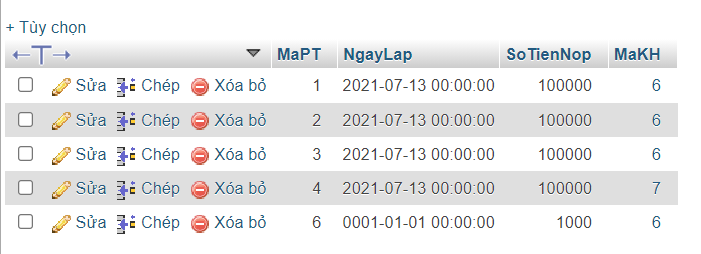 + Tùy chọn
MaPT NgayLap SoTienNop MaKH
Sửa Chép Xóa bỏ 1 2021-07-13 00:00:00 100000 6
Sửa Chép Xóa bỏ 2 2021-07-13 00:00:00 100000 6
Sửa Chép Xóa bỏ 3 2021-07-13 00:00:00 100000 6
Sửa Chép Xóa bỏ 4 2021-07-13 00:00:00 100000 7
Sửa Chép Xóa bỏ 6 0001-01-01 00:00:00 1000 6